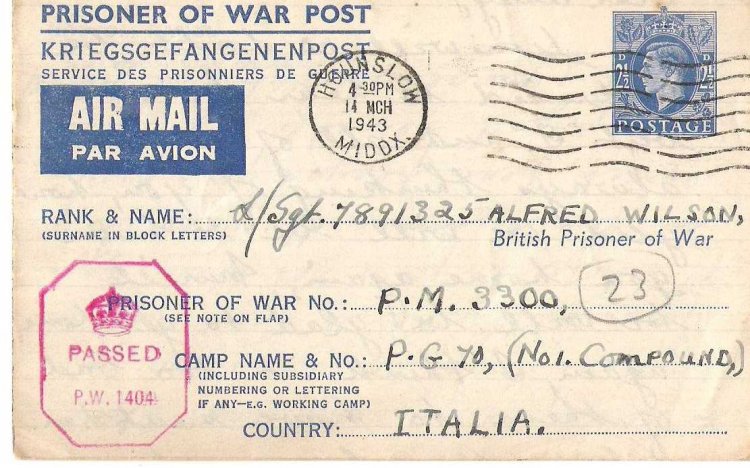 PRISONER OF WAR POST
KRIEGSGEFANGENENPOST
SERVICE DES PRISONNIERS DE GUERRE
AIR MAIL
PAR AVION
HOUNSLOW
4 30PM
14 MCH
1943
MIDDX.
2½ D
POSTAGE
RANK & NAME: L/Sgt. 7891325 ALFRED WILSON,
(SURNAME IN BLOCK LETTERS)
British Prisoner of War
PRISONER OF WAR No.: P.M. 3300, 23
(SEE NOTE ON FLAP)
PASSED
P.W. 1404
CAMP NAME & No.: P.G 70, (No1. COMPOUND,)
(INCLUDING SUBSIDIARY
NUMBERING OR LETTERING
IF ANY—E.G. WORKING CAMP)
COUNTRY: ITALIA.